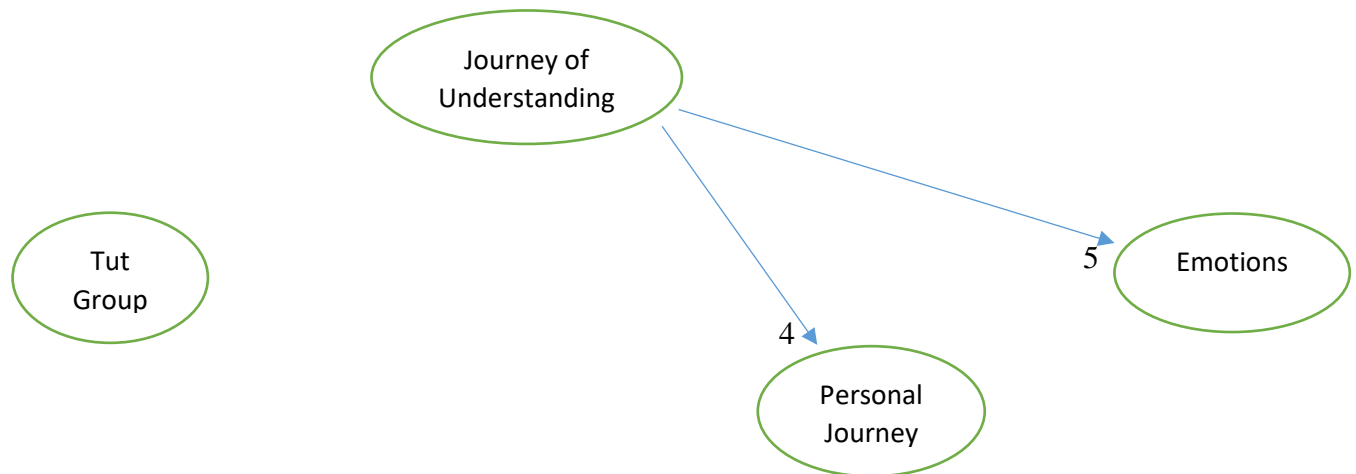 Journey of
Understanding
Tut
Group
5
Emotions
4
Personal
Journey